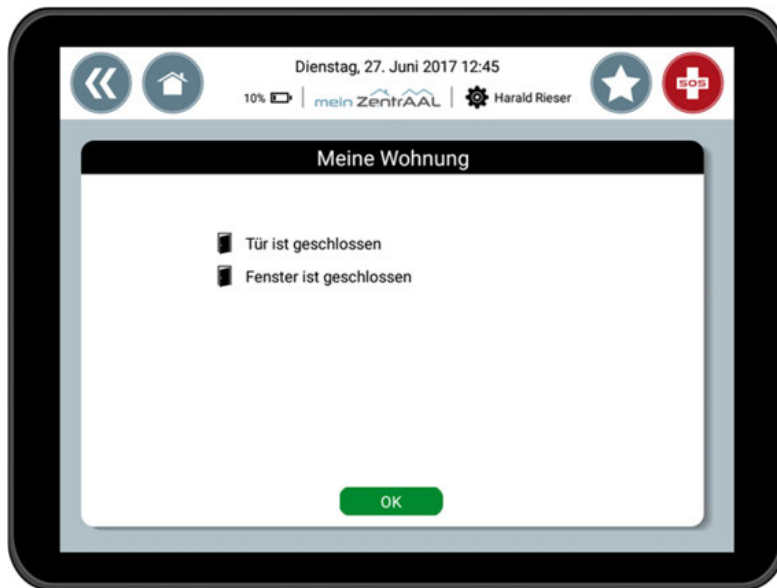 Dienstag, 27. Juni 2017 12:45
10% mein ZentrAAL Harald Rieser
SOS
Meine Wohnung
Tür ist geschlossen
Fenster ist geschlossen
OK